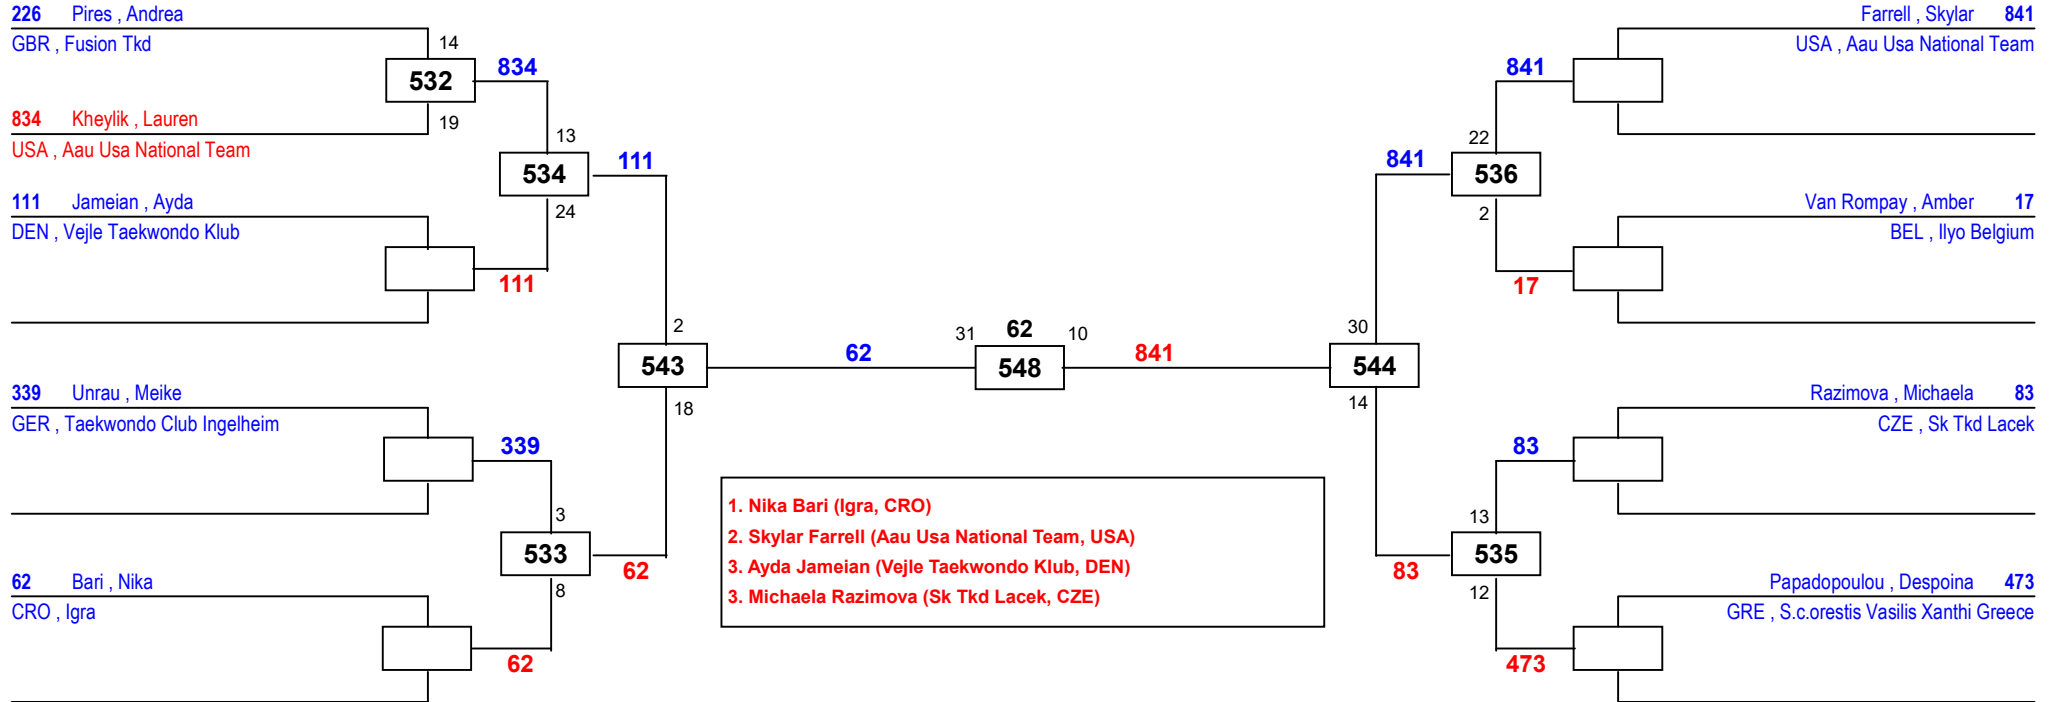 226 Pires , Andrea
GBR , Fusion Tkd
14
532
834
834 Kheylik , Lauren
19
USA , Aau Usa National Team
13
534
111
24
111 Jameian , Ayda
DEN , Vejle Taekwondo Klub
111
2
543
18
339 Unrau , Meike
GER , Taekwondo Club Ingelheim
339
3
533
62
8
62 Bari , Nika
CRO , Igra
62
62
31 62 10
548
841
1. Nika Bari (Igra, CRO)
2. Skylar Farrell (Aau Usa National Team, USA)
3. Ayda Jameian (Vejle Taekwondo Klub, DEN)
3. Michaela Razimova (Sk Tkd Lacek, CZE)
Farrell , Skylar 841
USA , Aau Usa National Team
841
22
841
536
2
Van Rompay , Amber 17
BEL , Ilyo Belgium
17
30
544
14
Razimova , Michaela 83
CZE , Sk Tkd Lacek
83
13
535
83
12
Papadopoulou , Despoina 473
GRE , S.c.orestis Vasilis Xanthi Greece
473